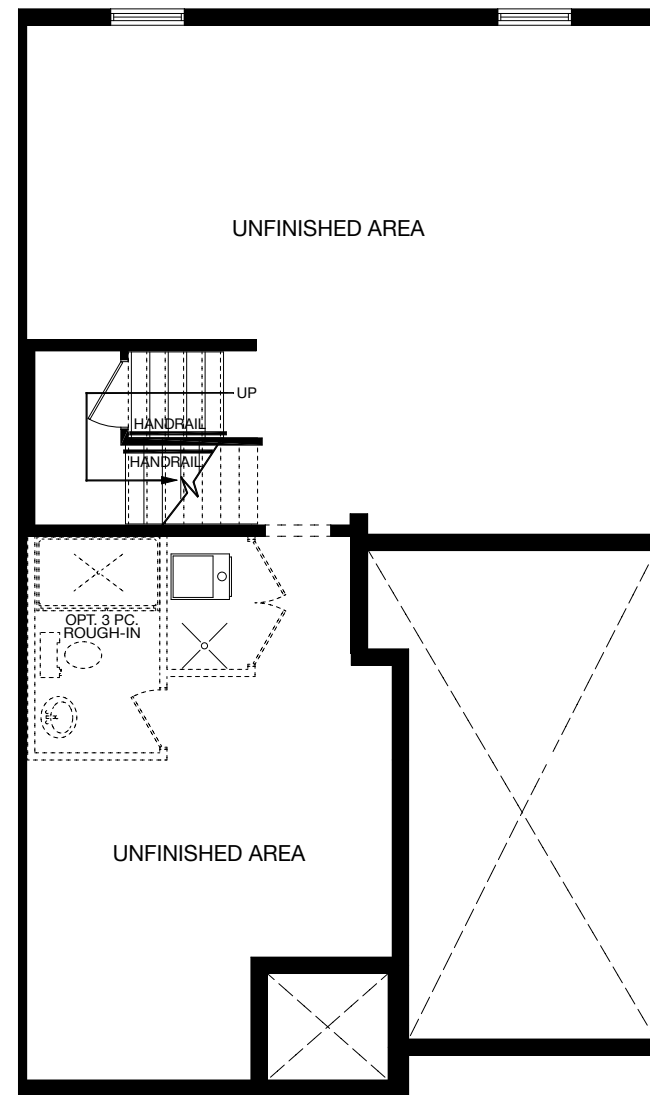 UNFINISHED AREA
UP
HANDRAIL
HANDRAIL
OPT. 3 PC.
ROUGH-IN
UNFINISHED AREA